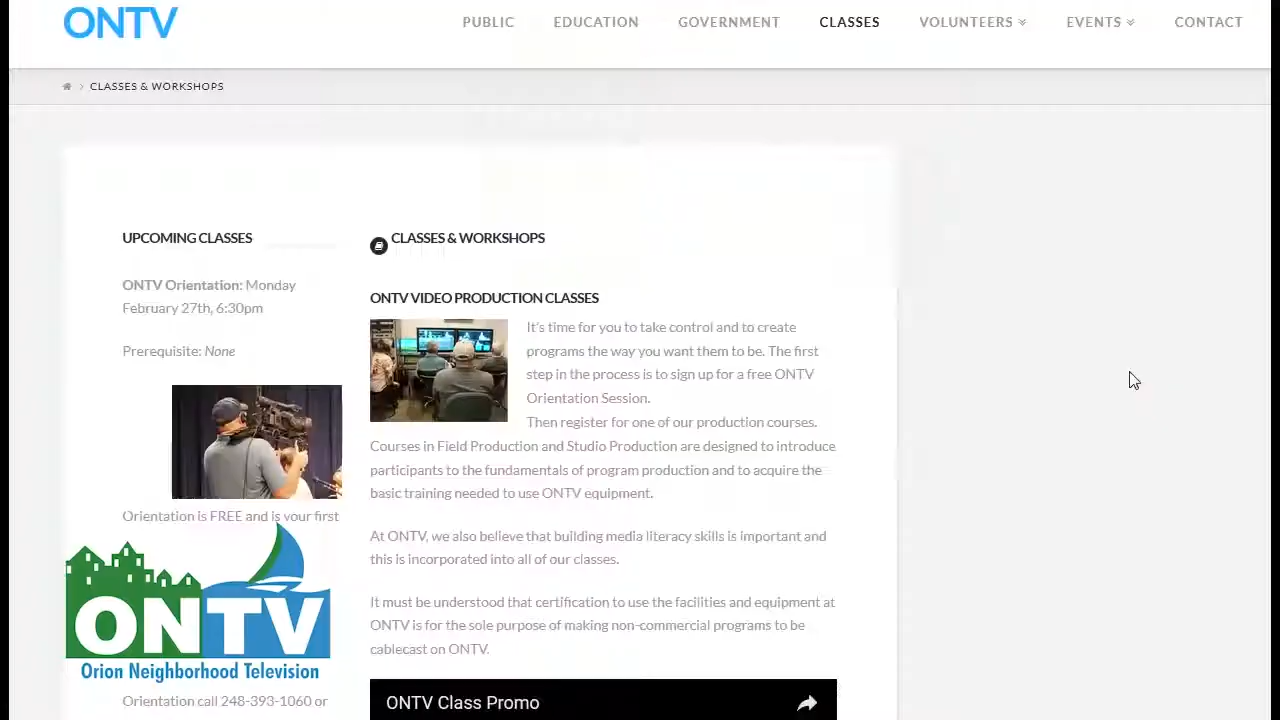 ONTV
PUBLIC EDUCATION GOVERNMENT CLASSES VOLUNTEERS EVENTS CONTACT
CLASSES & WORKSHOPS
UPCOMING CLASSES
ONTV Orientation: Monday
February 27th, 6:30pm
Prerequisite: None
Orientation is FREE and is your first
ONTV
Orion Neighborhood Television
Orientation call 248-393-1060 or
CLASSES & WORKSHOPS
ONTV VIDEO PRODUCTION CLASSES
It's time for you to take control and to create
programs the way you want them to be. The first
step in the process is to sign up for a free ONTV
Orientation Session.
Then register for one of our production courses.
Courses in Field Production and Studio Production are designed to introduce
participants to the fundamentals of program production and to acquire the
basic training needed to use ONTV equipment.
At ONTV, we also believe that building media literacy skills is important and
this is incorporated into all of our classes.
It must be understood that certification to use the facilities and equipment at
ONTV is for the sole purpose of making non-commercial programs to be
cablecast on ONTV.
ONTV Class Promo